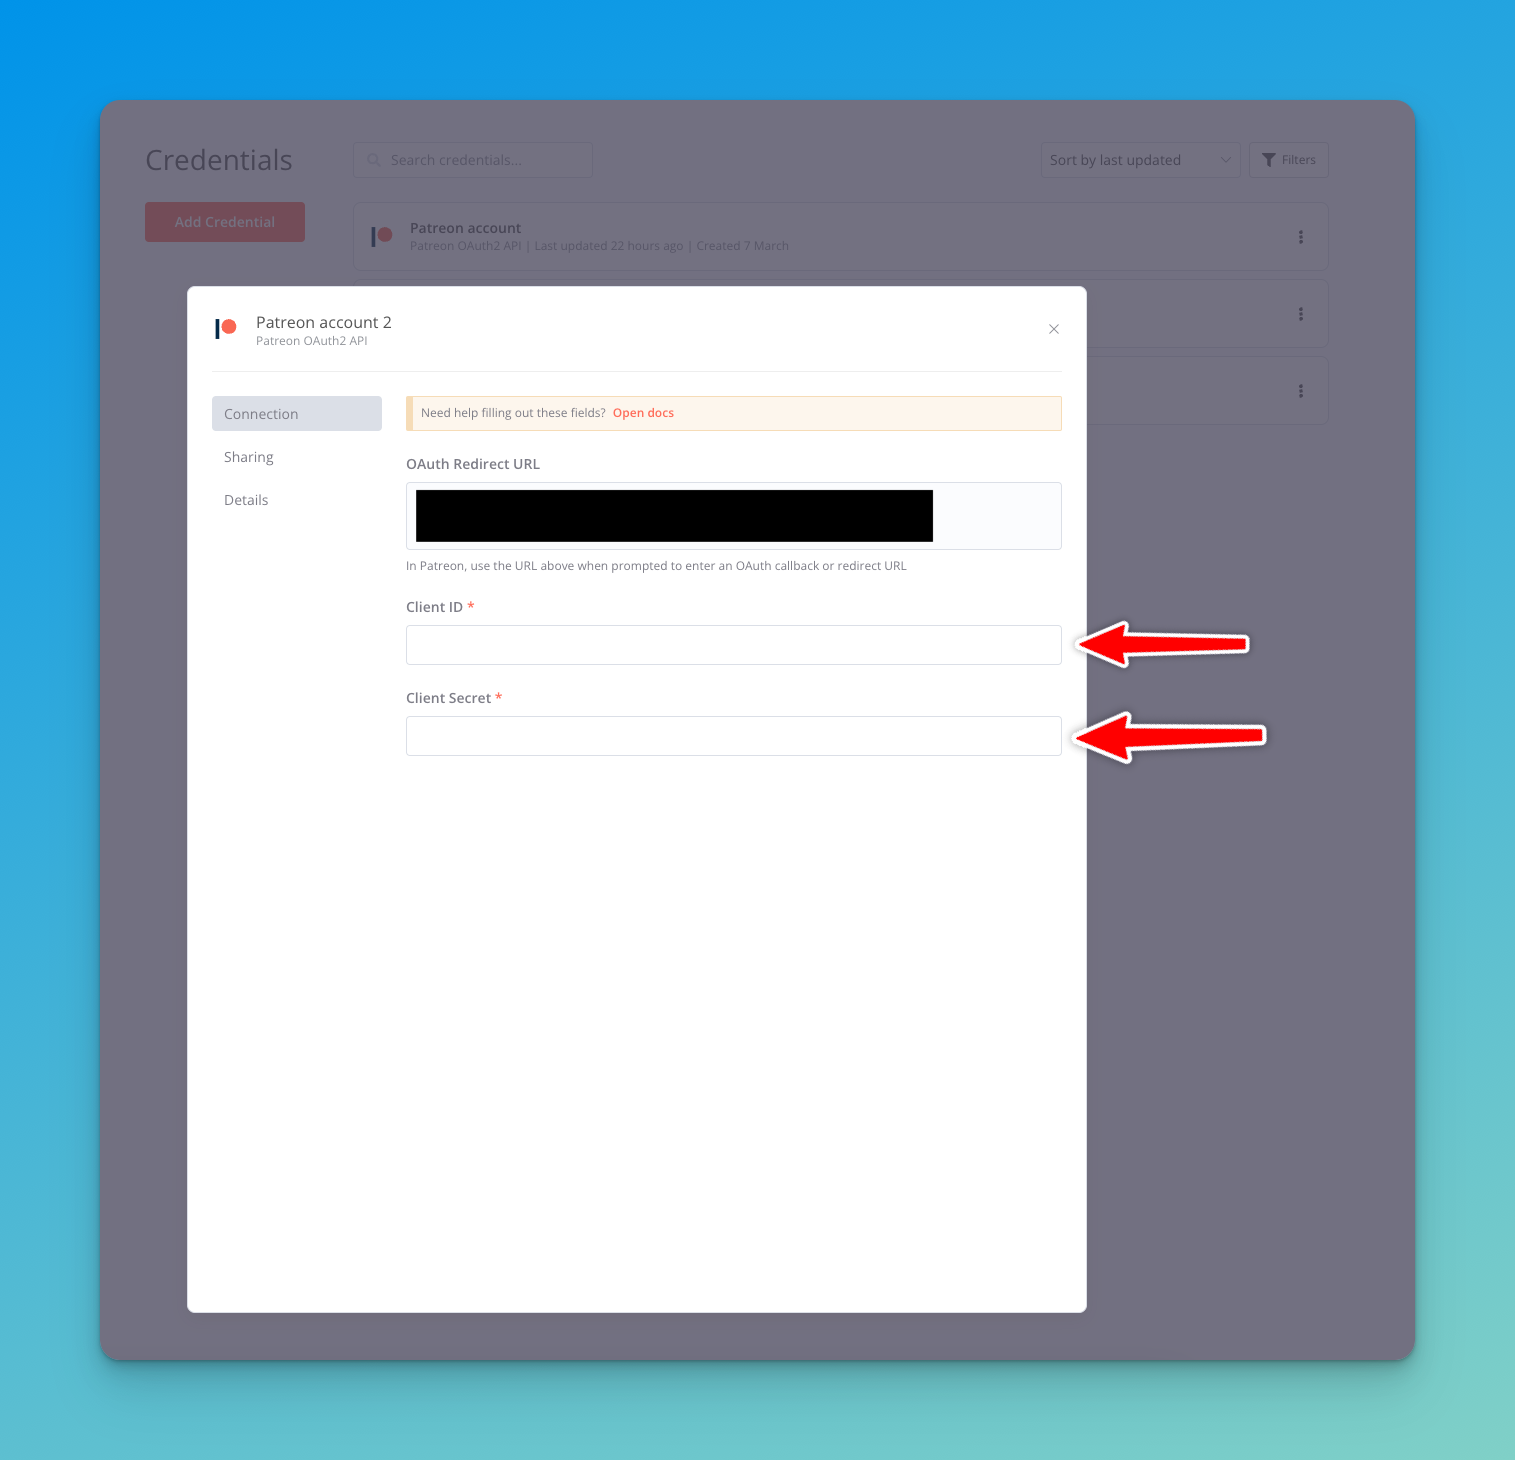 Credentials
Search credentials...
Sort by last updated
Filters
Add Credential
Patreon account
Patreon OAuth2 API | Last updated 22 hours ago | Created 7 March
Patreon account 2
Patreon OAuth2 API
Connection
Sharing
Details
Need help filling out these fields? Open docs
OAuth Redirect URL
In Patreon, use the URL above when prompted to enter an OAuth callback or redirect URL
Client ID *
Client Secret *